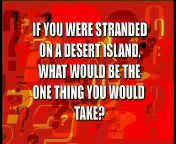 IF YOU WERE STRANDED
ON A DESERT ISLAND,
WHAT WOULD BE THE
ONE THING YOU WOULD
TAKE?